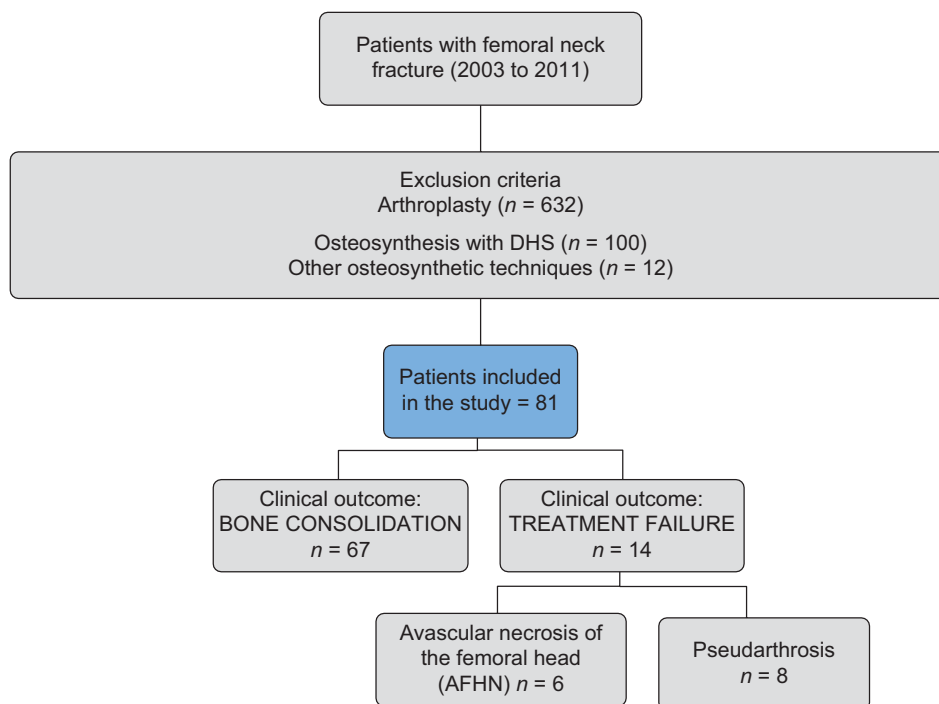 Patients with femoral neck
fracture (2003 to 2011)
Exclusion criteria
Arthroplasty (n = 632)
Osteosynthesis with DHS (n = 100)
Other osteosynthetic techniques (n = 12)
Patients included
in the study = 81
Clinical outcome:
BONE CONSOLIDATION
n = 67
Clinical outcome:
TREATMENT FAILURE
n = 14
Avascular necrosis of
the femoral head
(AFHN) n = 6
Pseudarthrosis
n = 8